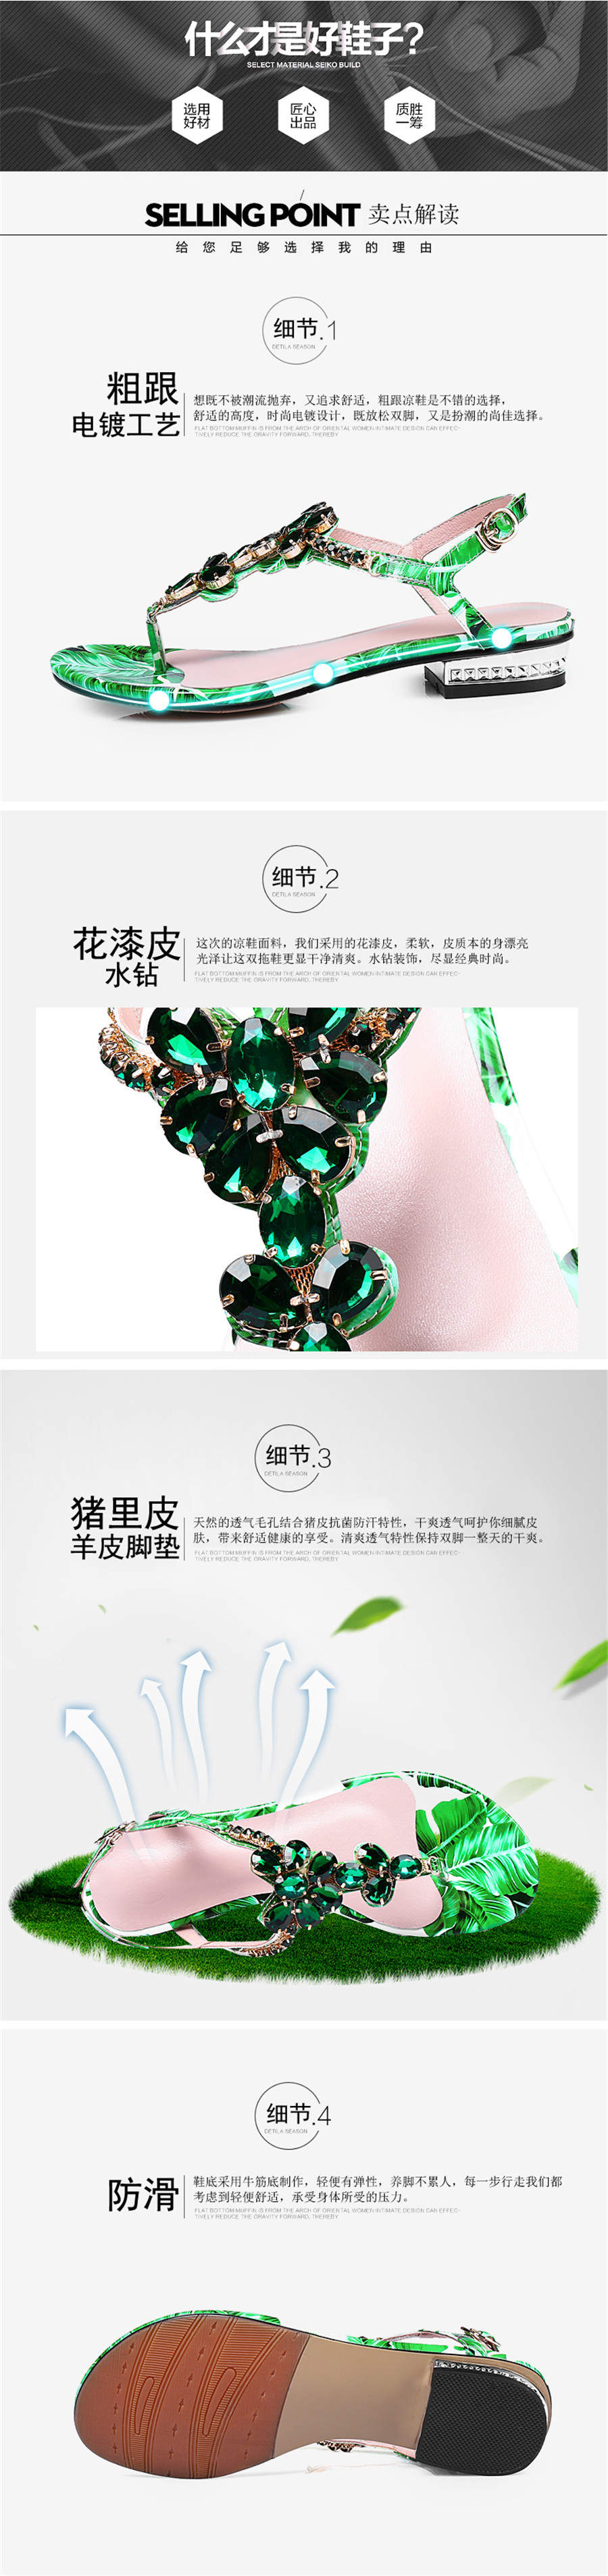 什么才是好鞋子?
SELECT MATERIAL SEIKO BUILD
选用
好材
匠心
出品
质胜
一筹
SELLING POINT 卖点解读
给您足够选择我的理由
细节.1
DETILA SEASON
粗跟
电镀工艺
想既不被潮流抛弃，又追求舒适，粗跟凉鞋是不错的选择，
舒适的高度，时尚电镀设计，既放松双脚，又是扮潮的尚佳选择。
FLAT BOTTOM MUFFIN IS FROM THE ARCH OF ORIENTAL WOMEN INTIMATE DESIGN CAN EFFEC-
TIVELY REDUCE THE GRAVITY FORWARD, THEREBY
细节.2
DETILA SEASON
花漆皮
水钻
这次的凉鞋面料，我们采用的花漆皮，柔软，皮质本的身漂亮
光泽让这双拖鞋更显干净清爽。水钻装饰，尽显经典时尚。
FLAT BOTTOM MUFFIN IS FROM THE ARCH OF ORIENTAL WOMEN INTIMATE DESIGN CAN EFFEC-
TIVELY REDUCE THE GRAVITY FORWARD, THEREBY
细节.3
DETILA SEASON
猪里皮
羊皮脚垫
天然的透气毛孔结合猪皮抗菌防汗特性，干爽透气呵护你细腻皮
肤，带来舒适健康的享受。清爽透气特性保持双脚一整天的干爽。
FLAT BOTTOM MUFFIN IS FROM THE ARCH OF ORIENTAL WOMEN INTIMATE DESIGN CAN EFFEC-
TIVELY REDUCE THE GRAVITY FORWARD, THEREBY
细节.4
DETILA SEASON
防滑
鞋底采用牛筋底制作，轻便有弹性，养脚不累人，每一步行走我们都
考虑到轻便舒适，承受身体所受的压力。
FLAT BOTTOM MUFFIN IS FROM THE ARCH OF ORIENTAL WOMEN INTIMATE DESIGN CAN EFFEC-
TIVELY REDUCE THE GRAVITY FORWARD, THEREBY